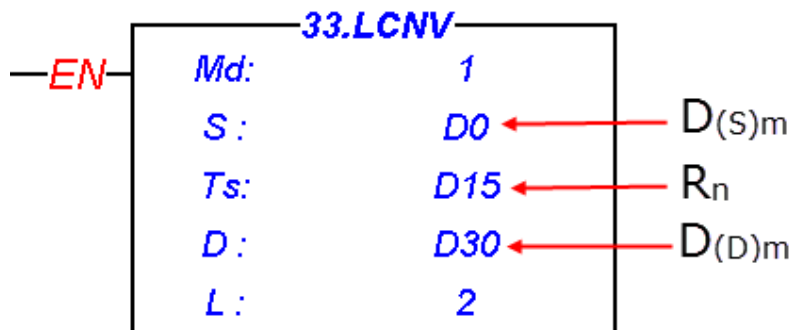 33.LCNV
EN
Md: 1
S : D0 D(S)m
Ts: D15 Rn
D : D30 D(D)m
L : 2